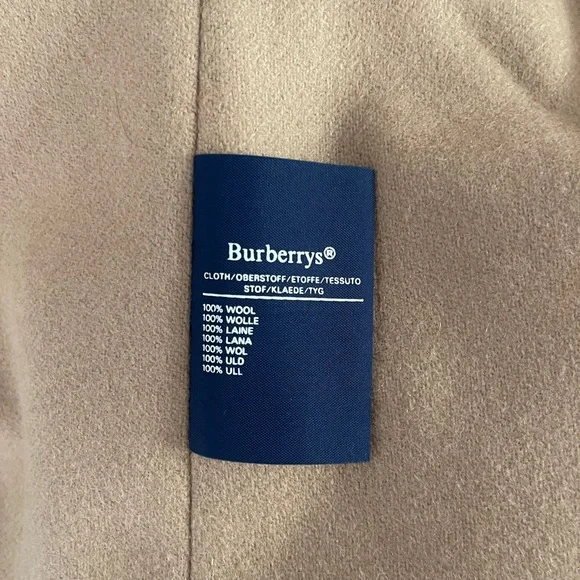 Burberrys®
CLOTH/OBERSTOFF/ETOFFE/TESSUTO
STOF/KLAEDE/TYG
100% WOOL
100% WOLLE
100% LAINE
100% LANA
100% WOL
100% ULD
100% ULL